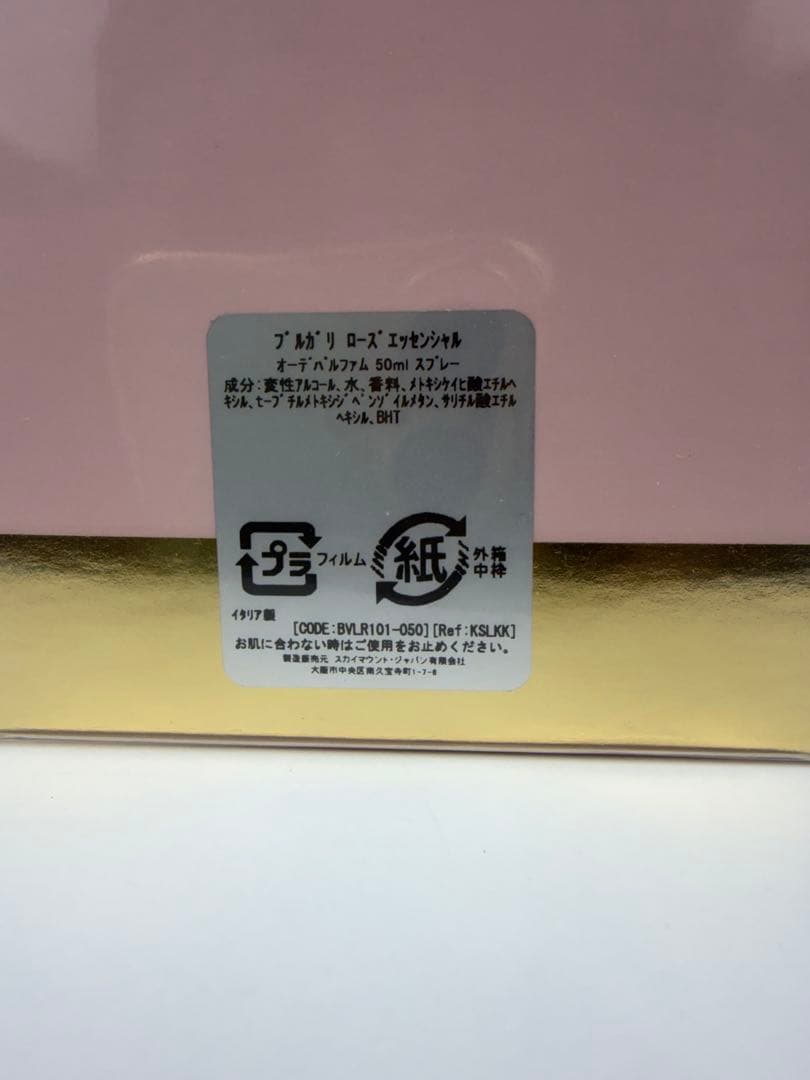 ブルガリ ローズエッセンシャル
オーデパルファム 50ml スプレー
成分:変性アルコール、水、香料、メトキシケイヒ酸エチルヘ
キシル、t-ブチルメトキシジベンゾイルメタン、サリチル酸エチル
ヘキシル、BHT
プラ フィルム 紙 外箱
中枠
イタリア製
[CODE:BVLR101-050][Ref:KSLKK]
お肌に合わない時はご使用をお止めください。
製造販売元 スカイマウント・ジャパン有限会社
大阪市中央区南久宝寺町1-7-6